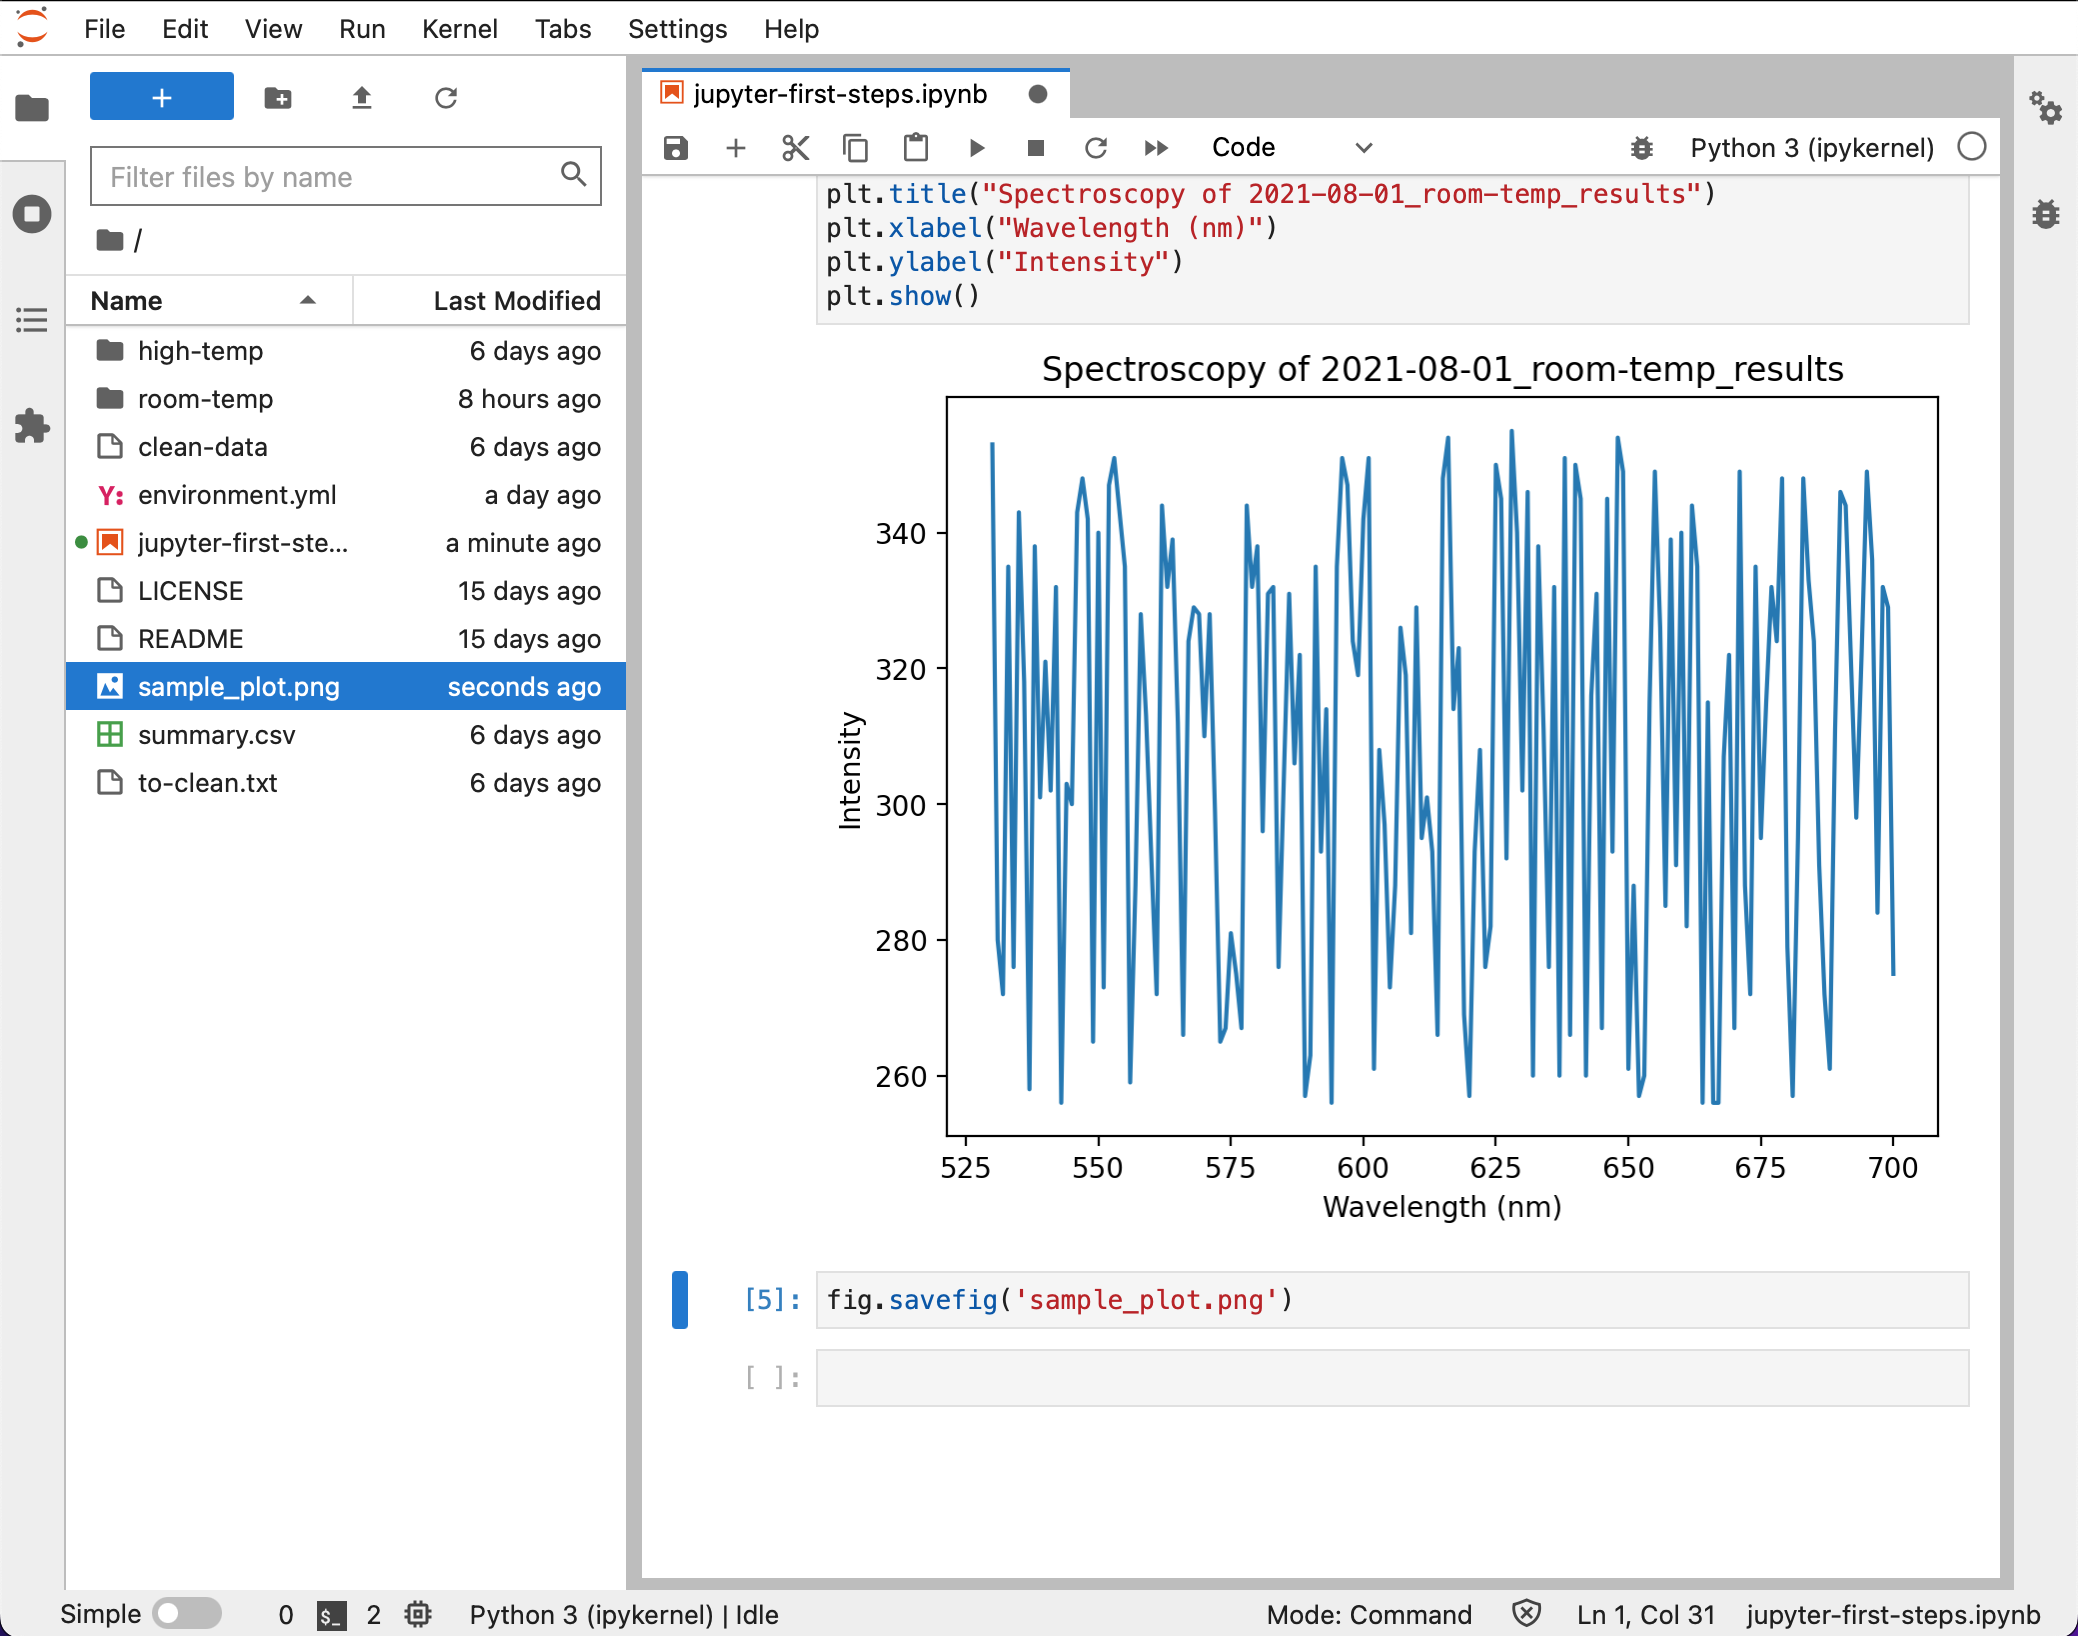 File Edit View Run Kernel Tabs Settings Help
Filter files by name
/
Name Last Modified
high-temp 6 days ago
room-temp 8 hours ago
clean-data 6 days ago
Y: environment.yml a day ago
jupyter-first-ste... a minute ago
LICENSE 15 days ago
README 15 days ago
sample_plot.png seconds ago
summary.csv 6 days ago
to-clean.txt 6 days ago
jupyter-first-steps.ipynb
Code Python 3 (ipykernel)
plt.title("Spectroscopy of 2021-08-01_room-temp_results")
plt.xlabel("Wavelength (nm)")
plt.ylabel("Intensity")
plt.show()
Spectroscopy of 2021-08-01_room-temp_results
340
320
300
280
260
Intensity
525 550 575 600 625 650 675 700
Wavelength (nm)
[5]: fig.savefig('sample_plot.png')
[ ]:
Simple 0 $_ 2 Python 3 (ipykernel) | Idle Mode: Command Ln 1, Col 31 jupyter-first-steps.ipynb